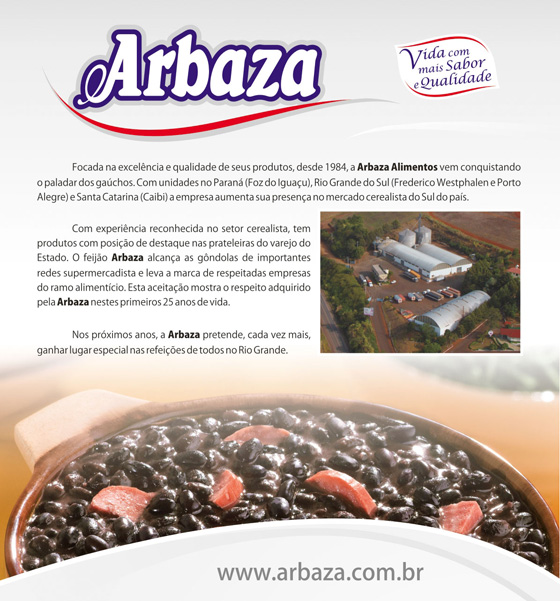 Arbaza
Vida com
mais Sabor
e Qualidade
Focada na excelência e qualidade de seus produtos, desde 1984, a Arbaza Alimentos vem conquistando
o paladar dos gaúchos. Com unidades no Paraná (Foz do Iguaçu), Rio Grande do Sul (Frederico Westphalen e Porto
Alegre) e Santa Catarina (Caibi) a empresa aumenta sua presença no mercado cerealista do Sul do país.
Com experiência reconhecida no setor cerealista, tem
produtos com posição de destaque nas prateleiras do varejo do
Estado. O feijão Arbaza alcança as gôndolas de importantes
redes supermercadista e leva a marca de respeitadas empresas
do ramo alimentício. Esta aceitação mostra o respeito adquirido
pela Arbaza nestes primeiros 25 anos de vida.
Nos próximos anos, a Arbaza pretende, cada vez mais,
ganhar lugar especial nas refeições de todos no Rio Grande.
www.arbaza.com.br